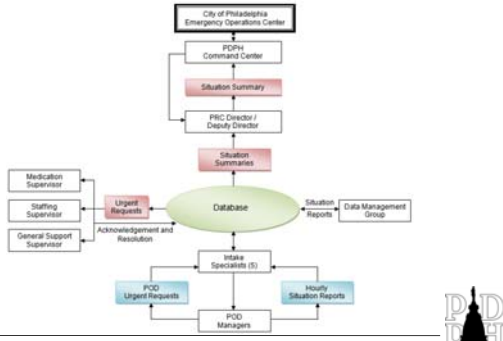 City of Philadelphia
Emergency Operations Center
PDPH
Command Center
Situation Summary
PRC Director /
Deputy Director
Situation
Summaries
Medication
Supervisor
Staffing
Supervisor
General Support
Supervisor
Urgent
Requests
Acknowledgement and
Resolution
Database
Situation
Reports
Data Management
Group
Intake
Specialists (5)
POD
Urgent Requests
Hourly
Situation Reports
POD
Managers
PD
PH